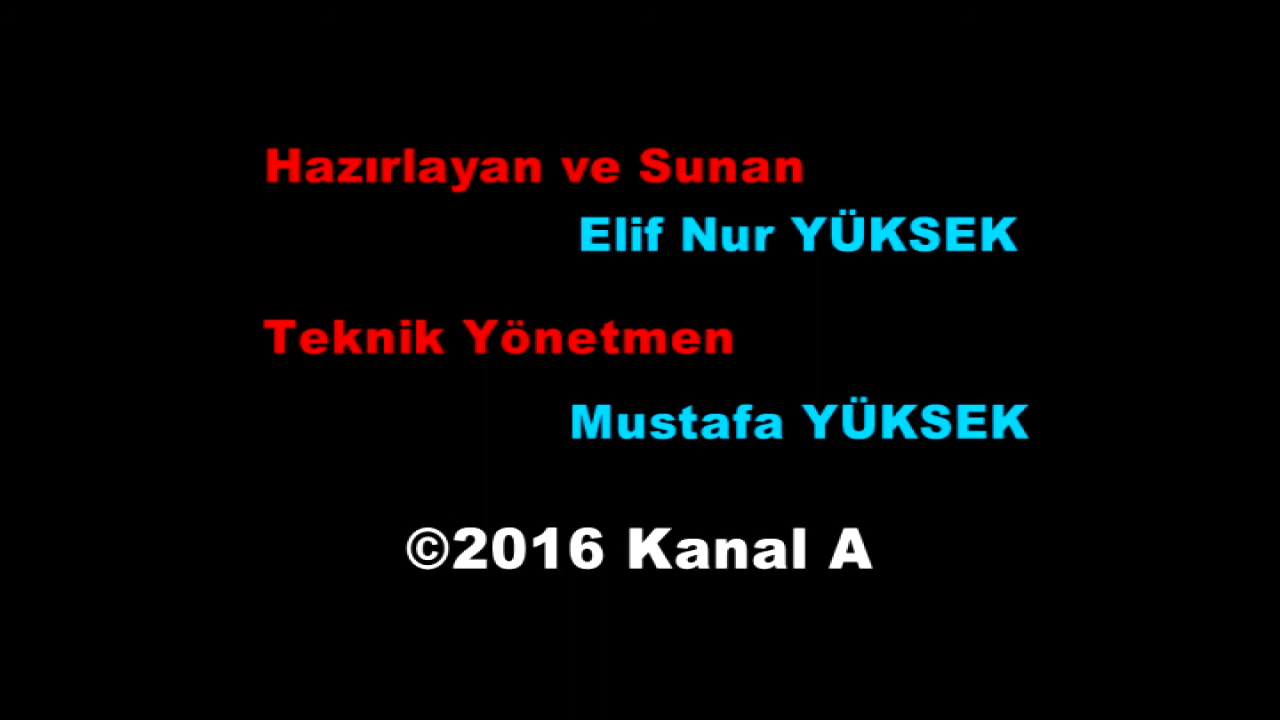 Hazırlayan ve Sunan
Elif Nur YÜKSEK
Teknik Yönetmen
Mustafa YÜKSEK
©2016 Kanal A